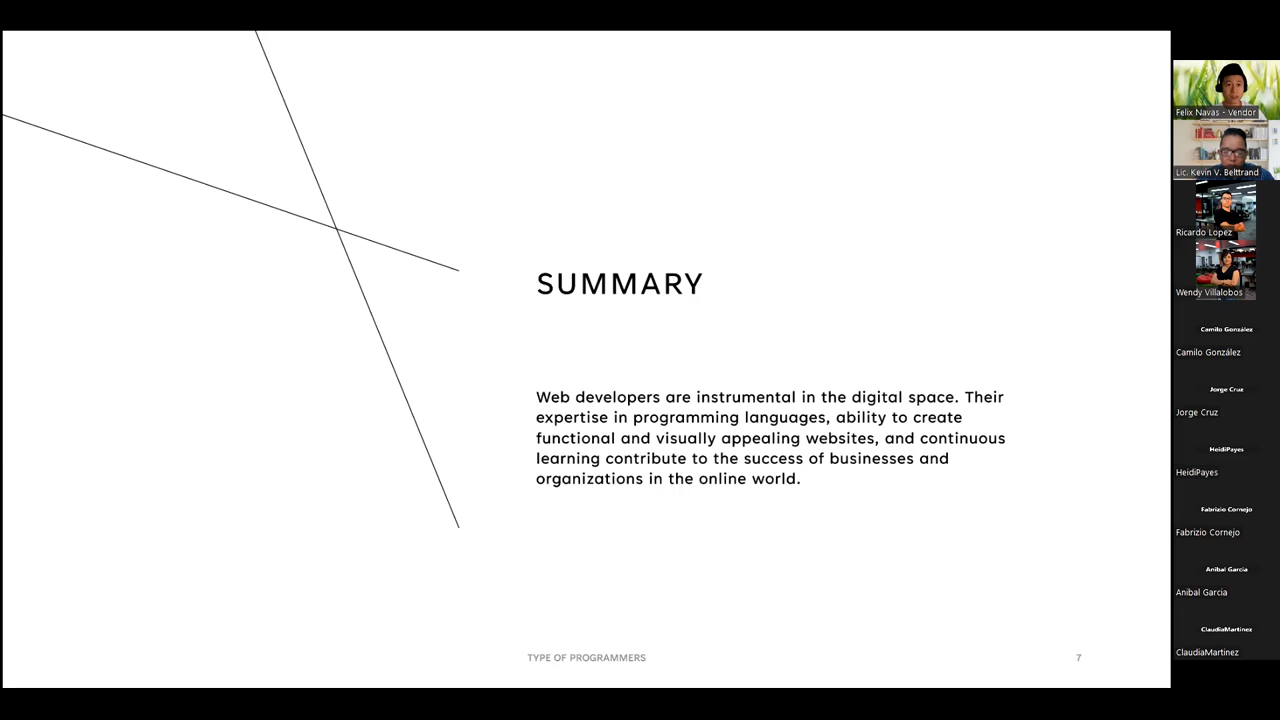 SUMMARY
Web developers are instrumental in the digital space. Their
expertise in programming languages, ability to create
functional and visually appealing websites, and continuous
learning contribute to the success of businesses and
organizations in the online world.
TYPE OF PROGRAMMERS
7
Felix Navas - Vendor
Lic. Kevin V. Belttrand
Ricardo Lopez
Wendy Villalobos
Camilo González
Camilo González
Jorge Cruz
Jorge Cruz
HeidiPayes
HeidiPayes
Fabrizio Cornejo
Fabrizio Cornejo
Anibal Garcia
Anibal Garcia
ClaudiaMartinez
ClaudiaMartinez